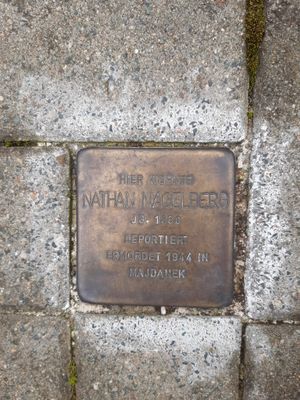 HIER WOHNTE
NATHAN NAGELBERG
JG.
DEPORTIERT
ERMORDET 1944 IN
MAJDANEK